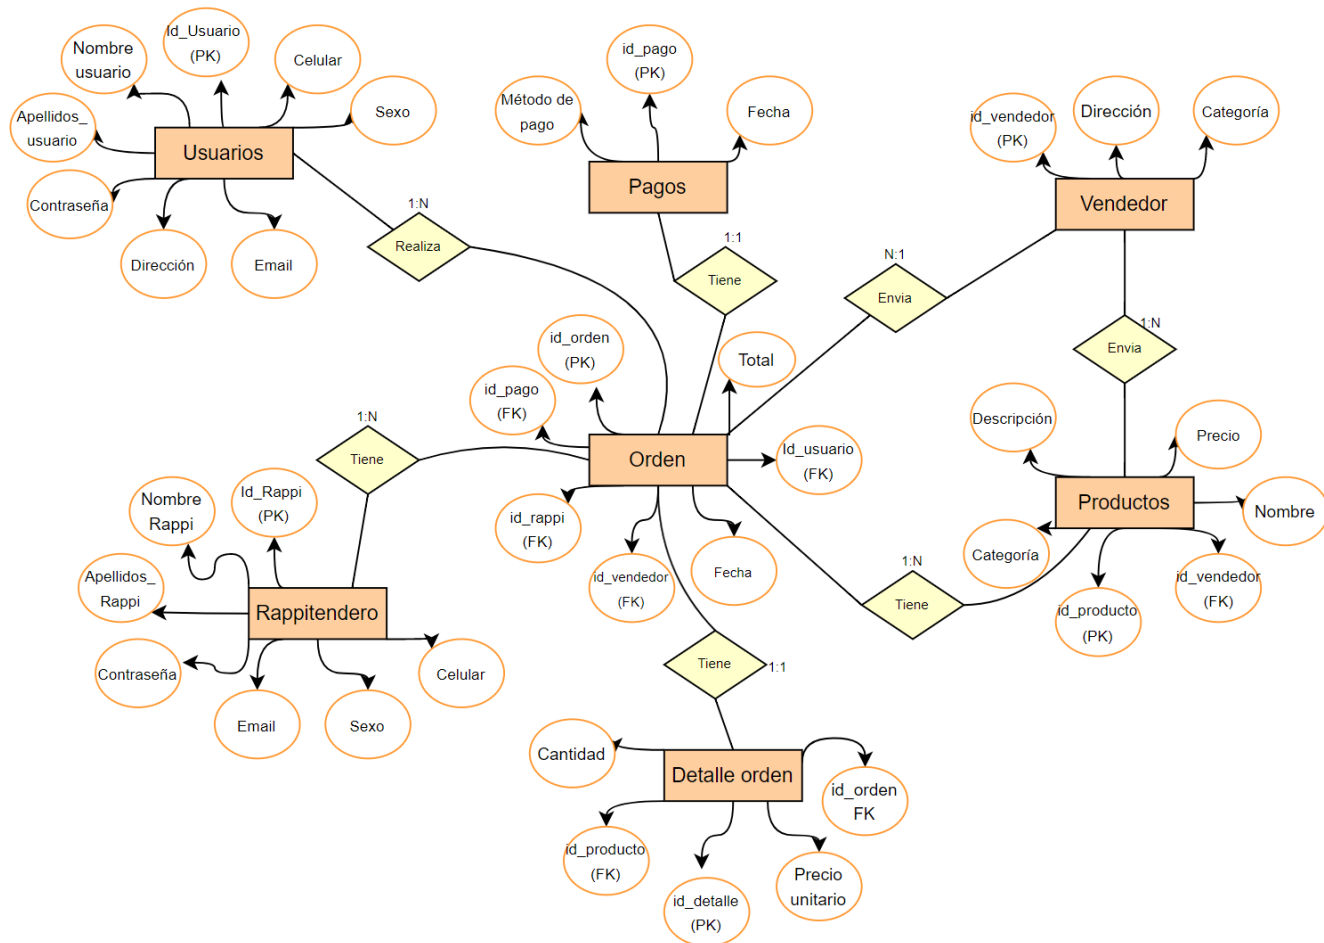 Nombre
usuario
Id_Usuario
(PK)
Celular
Sexo
Apellidos_
usuario
Usuarios
Contraseña
Dirección
Email
1:N
Realiza
id_pago
(PK)
Método de
pago
Fecha
Pagos
1:1
Tiene
id_vendedor
(PK)
Dirección
Categoría
Vendedor
N:1
Envia
1:N
Envia
id_orden
(PK)
Total
id_pago
(FK)
Orden
Id_usuario
(FK)
id_rappi
(FK)
id_vendedor
(FK)
Fecha
1:N
Tiene
Descripción
Precio
Productos
Nombre
Categoría
id_producto
(PK)
id_vendedor
(FK)
1:N
Tiene
Nombre
Rappi
Id_Rappi
(PK)
Apellidos_
Rappi
Rappitendero
Contraseña
Email
Sexo
Celular
Tiene
1:1
Cantidad
Detalle orden
id_orden
FK
id_producto
(FK)
id_detalle
(PK)
Precio
unitario